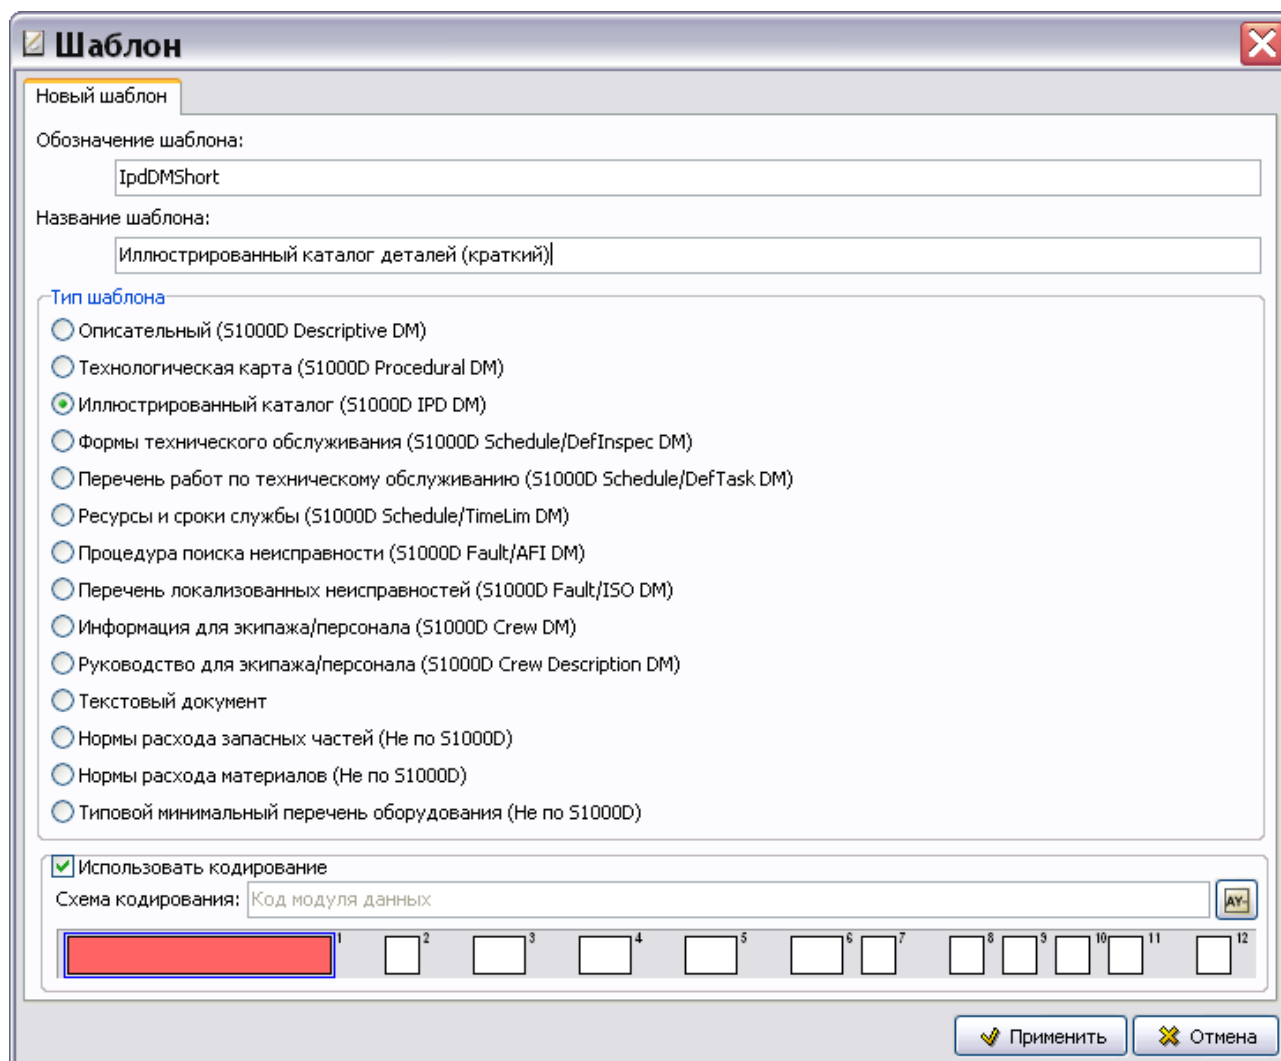 Шаблон
Новый шаблон
Обозначение шаблона:
IpdDMShort
Название шаблона:
Иллюстрированный каталог деталей (краткий)
Тип шаблона
Описательный (S1000D Descriptive DM)
Технологическая карта (S1000D Procedural DM)
Иллюстрированный каталог (S1000D IPD DM)
Формы технического обслуживания (S1000D Schedule/DefInspec DM)
Перечень работ по техническому обслуживанию (S1000D Schedule/DefTask DM)
Ресурсы и сроки службы (S1000D Schedule/TimeLim DM)
Процедура поиска неисправности (S1000D Fault/AFI DM)
Перечень локализованных неисправностей (S1000D Fault/ISO DM)
Информация для экипажа/персонала (S1000D Crew DM)
Руководство для экипажа/персонала (S1000D Crew Description DM)
Текстовый документ
Нормы расхода запасных частей (Не по S1000D)
Нормы расхода материалов (Не по S1000D)
Типовой минимальный перечень оборудования (Не по S1000D)
Использовать кодирование
Схема кодирования: Код модуля данных AY-
1 2 3 4 5 6 7 8 9 10 11 12
Применить Отмена